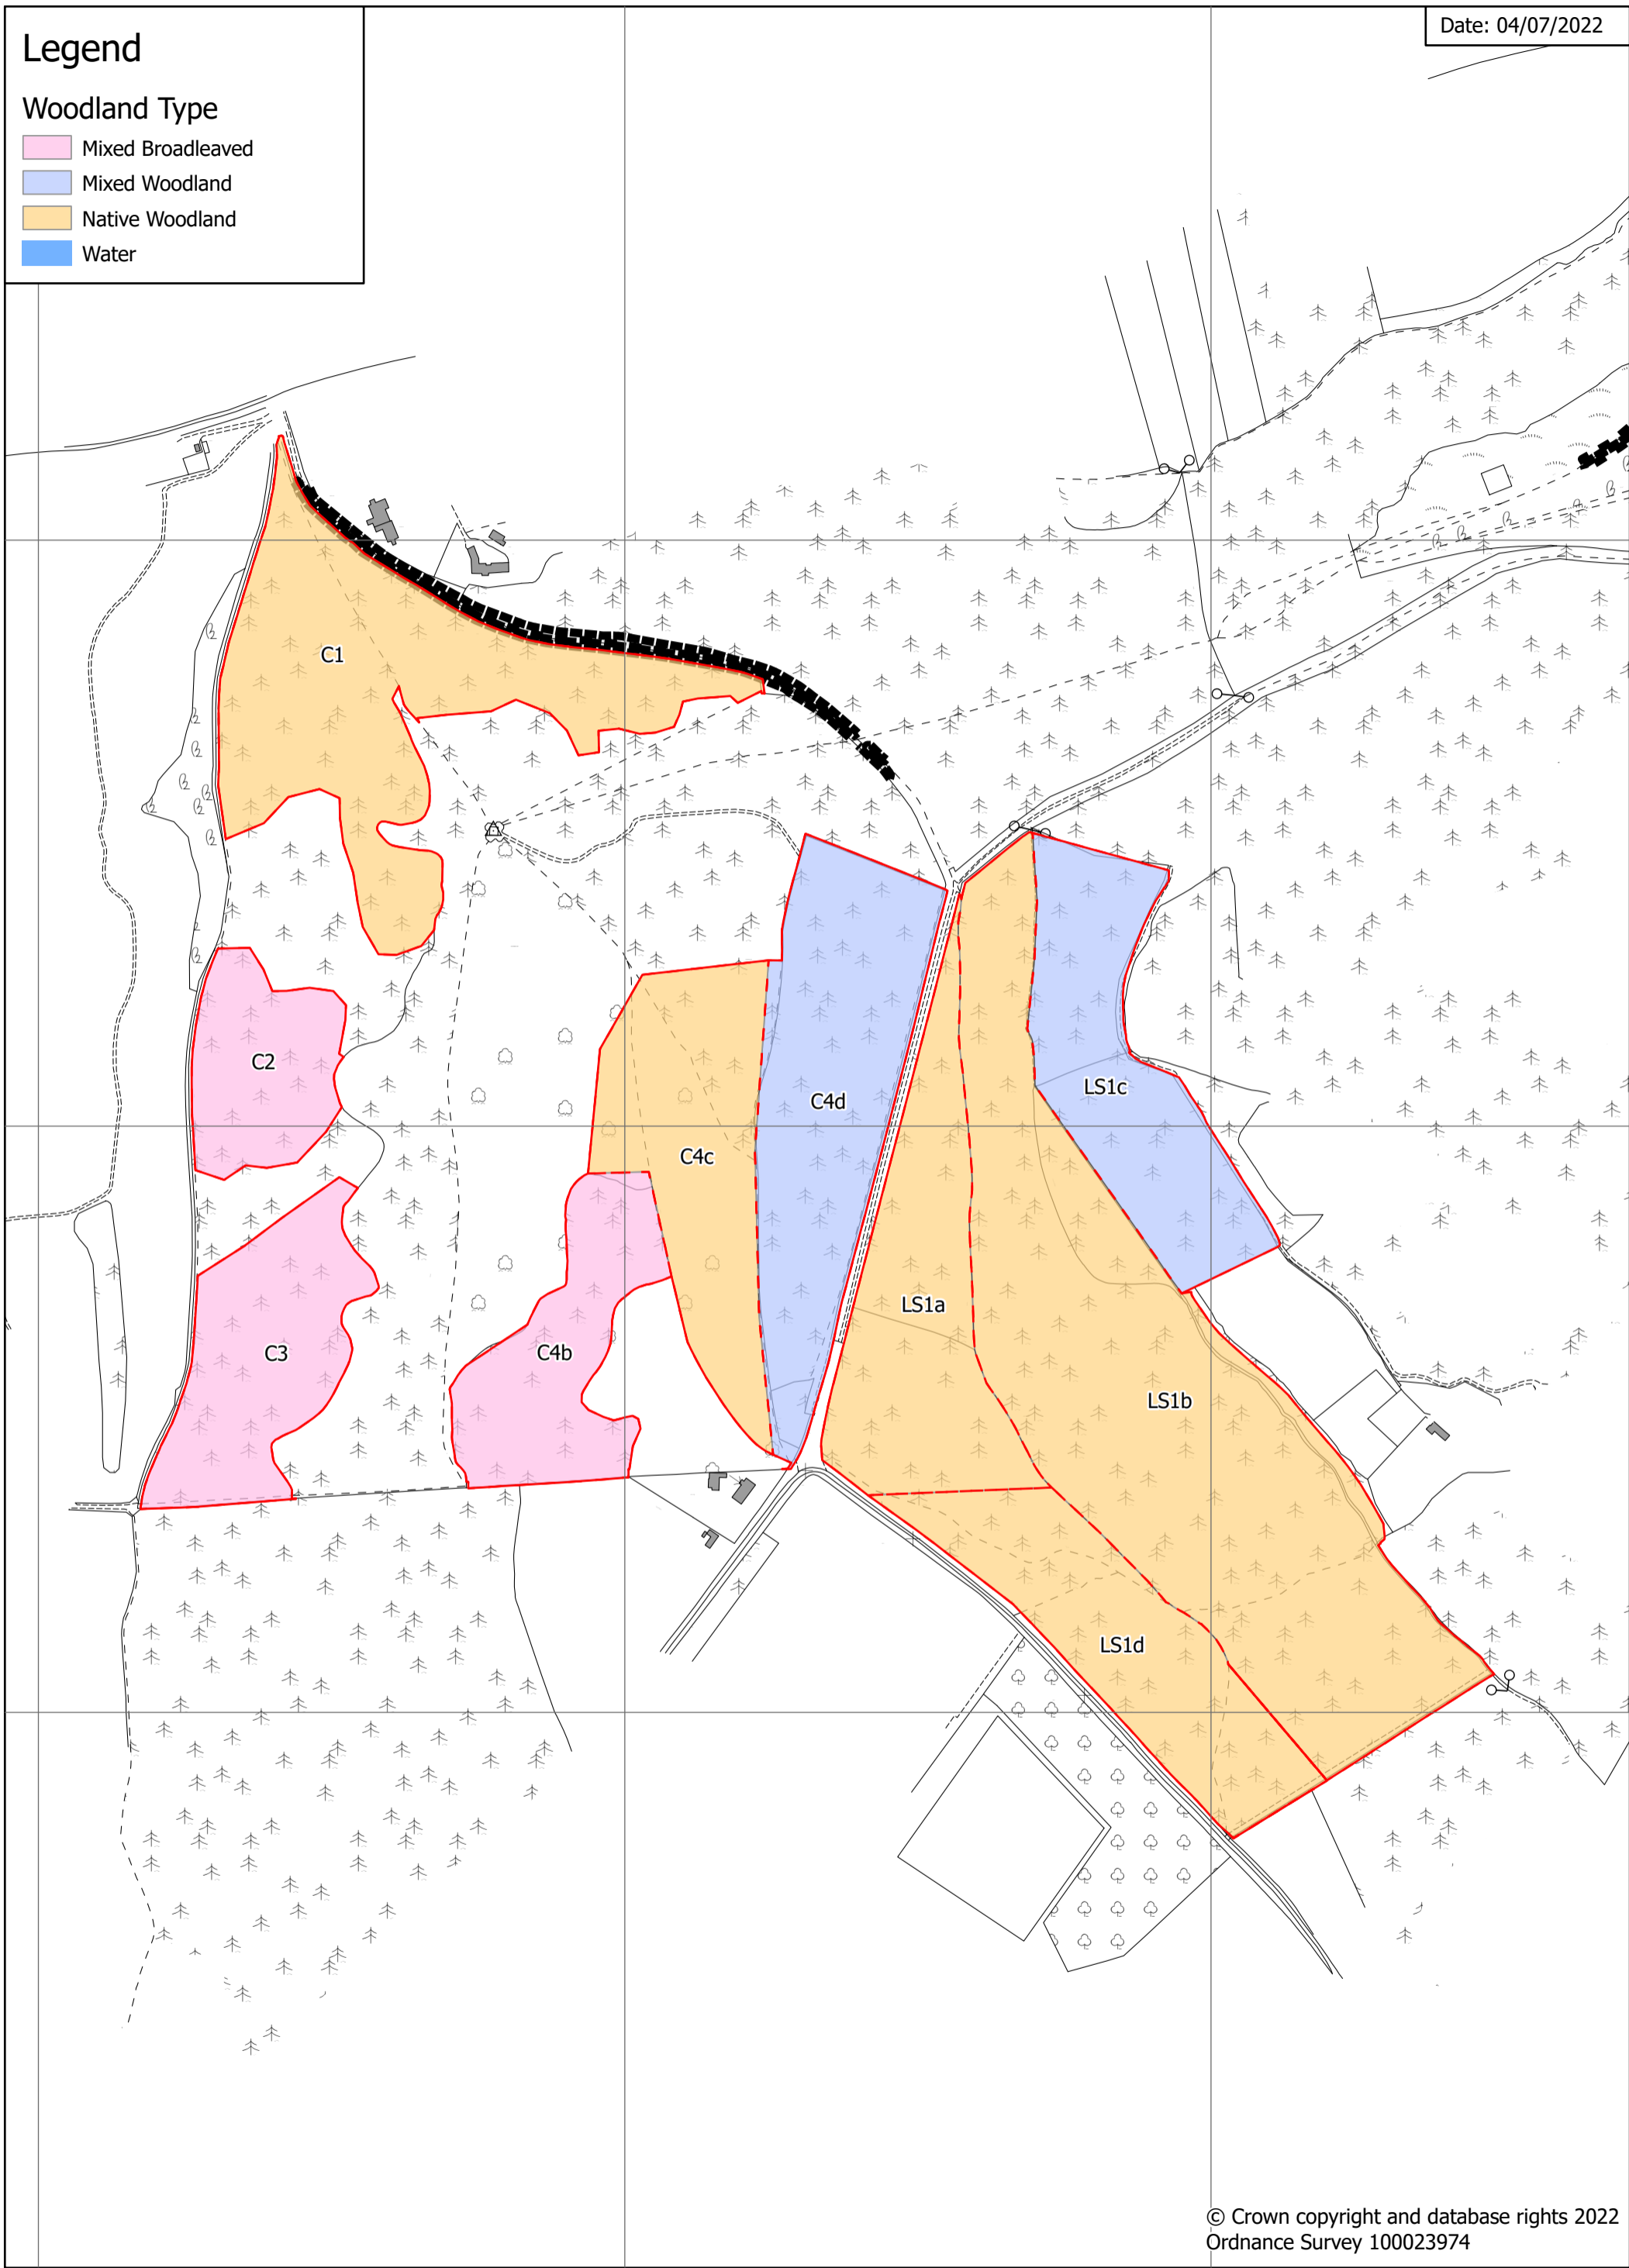 Legend
Date: 04/07/2022
Woodland Type
Mixed Broadleaved
Mixed Woodland
Native Woodland
Water
C1
C2
LS1c
C4d
C4c
LS1a
C3
C4b
LS1b
LS1d
© Crown copyright and database rights 2022
Ordnance Survey 100023974